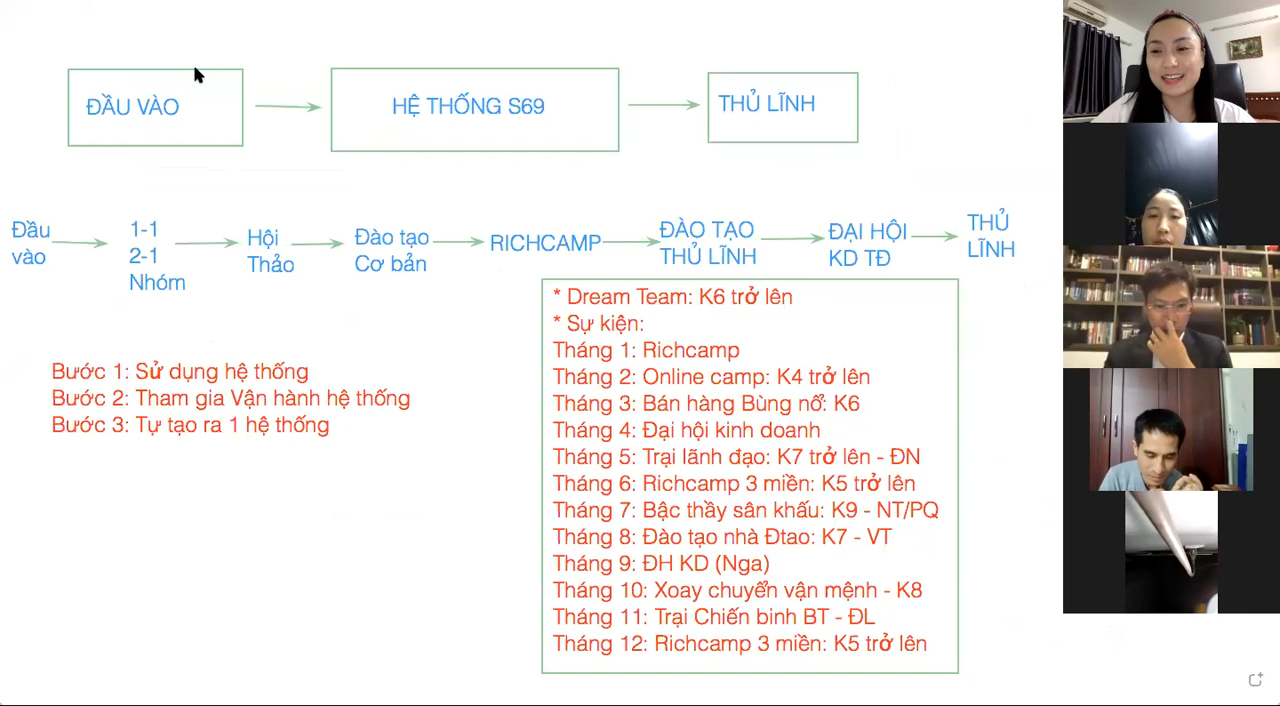 ĐẦU VÀO
HỆ THỐNG S69
THỦ LĨNH
Đầu
vào
1-1
2-1
Nhóm
Hội
Thảo
Đào tạo
Cơ bản
RICHCAMP
ĐÀO TẠO
THỦ LĨNH
ĐẠI HỘI
KD TĐ
THỦ
LĨNH
Bước 1: Sử dụng hệ thống
Bước 2: Tham gia Vận hành hệ thống
Bước 3: Tự tạo ra 1 hệ thống
* Dream Team: K6 trở lên
* Sự kiện:
Tháng 1: Richcamp
Tháng 2: Online camp: K4 trở lên
Tháng 3: Bán hàng Bùng nổ: K6
Tháng 4: Đại hội kinh doanh
Tháng 5: Trại lãnh đạo: K7 trở lên - ĐN
Tháng 6: Richcamp 3 miền: K5 trở lên
Tháng 7: Bậc thầy sân khấu: K9 - NT/PQ
Tháng 8: Đào tạo nhà Đtao: K7 - VT
Tháng 9: ĐH KD (Nga)
Tháng 10: Xoay chuyển vận mệnh - K8
Tháng 11: Trại Chiến binh BT - ĐL
Tháng 12: Richcamp 3 miền: K5 trở lên